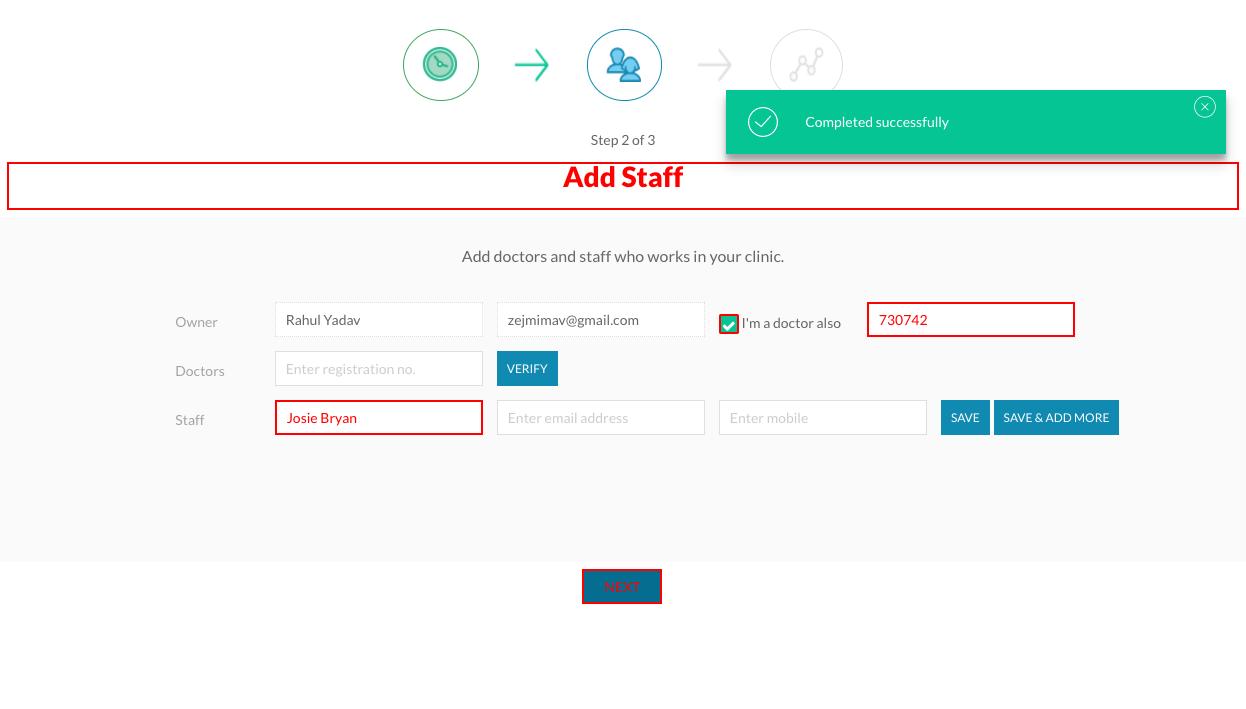 Completed successfully
Step 2 of 3
Add Staff
Add doctors and staff who works in your clinic.
Owner Rahul Yadav zejmimav@gmail.com I'm a doctor also 730742
Doctors Enter registration no. VERIFY
Staff Josie Bryan Enter email address Enter mobile SAVE SAVE & ADD MORE
NEXT